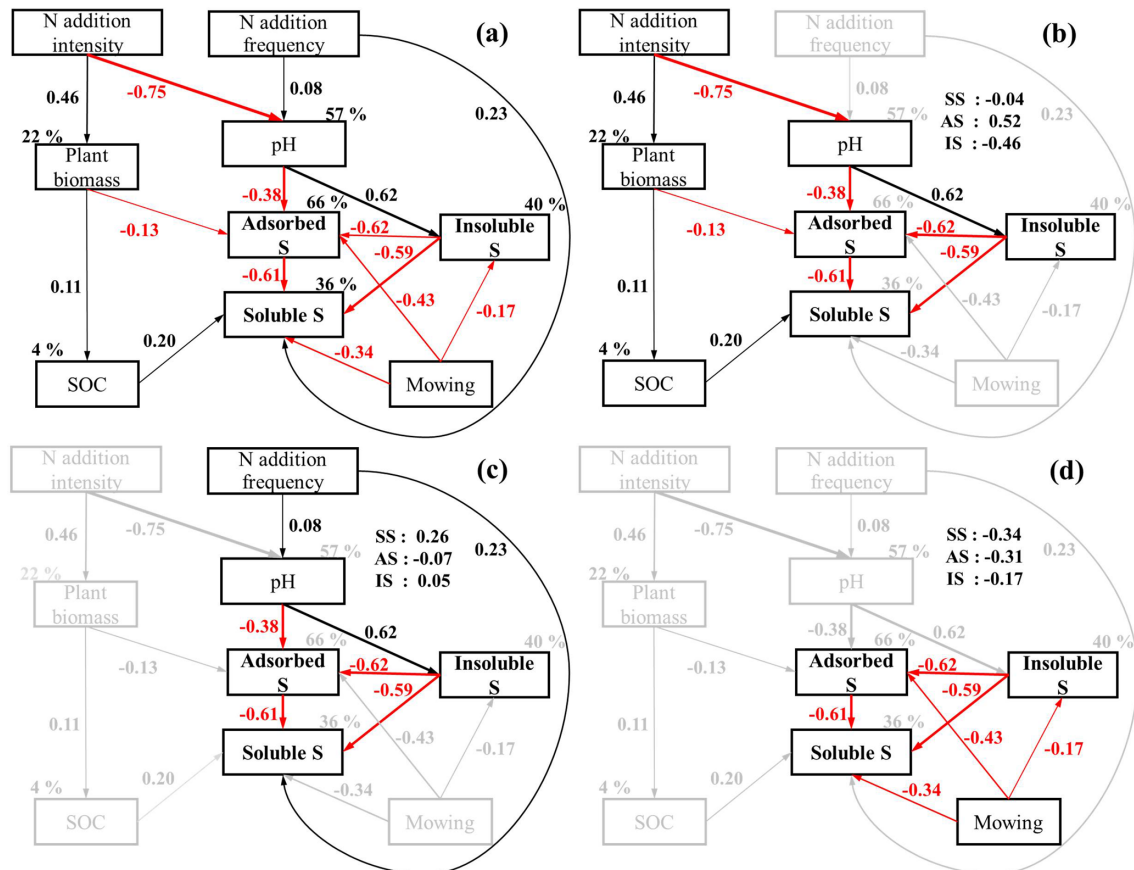 N addition
intensity
N addition
frequency
(a)
0.46
-0.75
0.08
0.23
57 %
22 %
pH
Plant
biomass
-0.38
0.62
66 %
40 %
-0.13
Adsorbed
S
-0.62
Insoluble
S
-0.59
-0.61
36 %
0.11
Soluble S
-0.43
-0.17
0.20
-0.34
4 %
SOC
Mowing
N addition
intensity
N addition
frequency
(b)
0.46
-0.75
0.08
SS : -0.04
AS : 0.52
IS : -0.46
0.23
57 %
22 %
pH
Plant
biomass
-0.38
0.62
66 %
40 %
-0.13
Adsorbed
S
-0.62
Insoluble
S
-0.59
-0.61
36 %
0.11
Soluble S
-0.43
-0.17
0.20
-0.34
4 %
SOC
Mowing
N addition
intensity
N addition
frequency
(c)
0.46
-0.75
0.08
SS : 0.26
AS : -0.07
IS : 0.05
0.23
57 %
22 %
pH
Plant
biomass
-0.38
0.62
66 %
40 %
-0.13
Adsorbed
S
-0.62
Insoluble
S
-0.59
-0.61
36 %
0.11
Soluble S
-0.43
-0.17
0.20
-0.34
4 %
SOC
Mowing
N addition
intensity
N addition
frequency
(d)
0.46
-0.75
0.08
SS : -0.34
AS : -0.31
IS : -0.17
0.23
57 %
22 %
pH
Plant
biomass
-0.38
0.62
66 %
40 %
-0.13
Adsorbed
S
-0.62
Insoluble
S
-0.59
-0.61
36 %
0.11
Soluble S
-0.43
-0.17
0.20
-0.34
4 %
SOC
Mowing